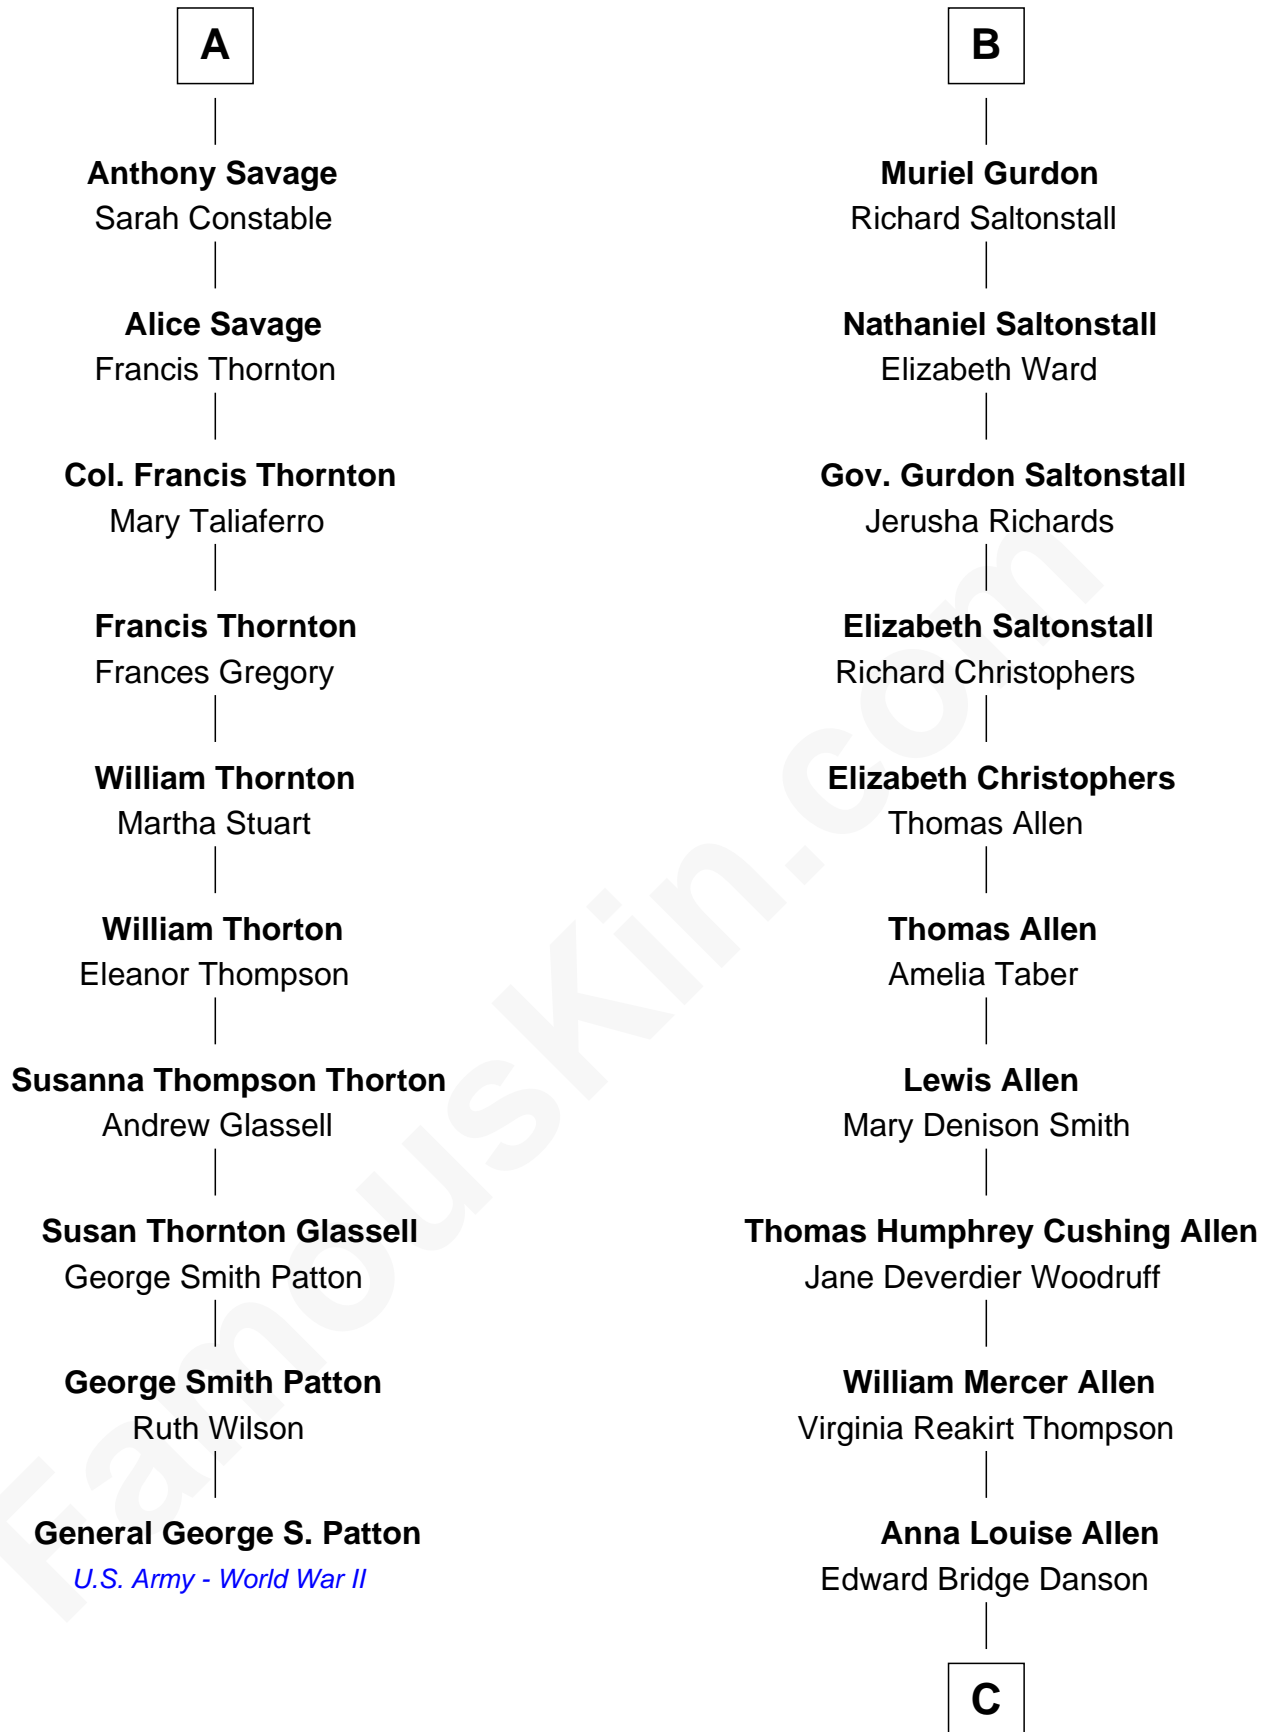 A
Anthony Savage
Sarah Constable
Alice Savage
Francis Thornton
Col. Francis Thornton
Mary Taliaferro
Francis Thornton
Frances Gregory
William Thornton
Martha Stuart
William Thorton
Eleanor Thompson
Susanna Thompson Thorton
Andrew Glassell
Susan Thornton Glassell
George Smith Patton
George Smith Patton
Ruth Wilson
General George S. Patton
U.S. Army - World War II
B
Muriel Gurdon
Richard Saltonstall
Nathaniel Saltonstall
Elizabeth Ward
Gov. Gurdon Saltonstall
Jerusha Richards
Elizabeth Saltonstall
Richard Christophers
Elizabeth Christophers
Thomas Allen
Thomas Allen
Amelia Taber
Lewis Allen
Mary Denison Smith
Thomas Humphrey Cushing Allen
Jane Deverdier Woodruff
William Mercer Allen
Virginia Reakirt Thompson
Anna Louise Allen
Edward Bridge Danson
C
FamousKin.com